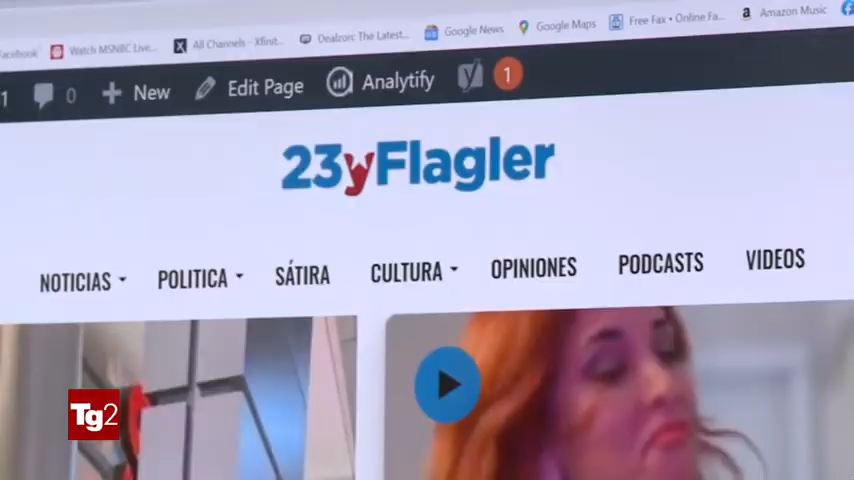 Facebook Watch MSNBC Live... All Channels - Xfinit... Dealzon: The Latest... Google News Google Maps Free Fax • Online Fa... Amazon Music
1 0 New Edit Page Analytify 1
23yFlagler
NOTICIAS POLITICA SÁTIRA CULTURA OPINIONES PODCASTS VIDEOS
Tg2